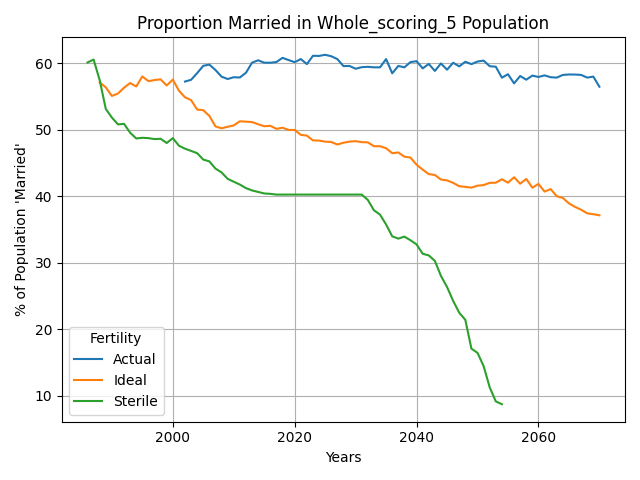 Proportion Married in Whole_scoring_5 Population
% of Population 'Married'
60
50
40
30
20
10
Fertility
Actual
Ideal
Sterile
2000 2020 2040 2060
Years